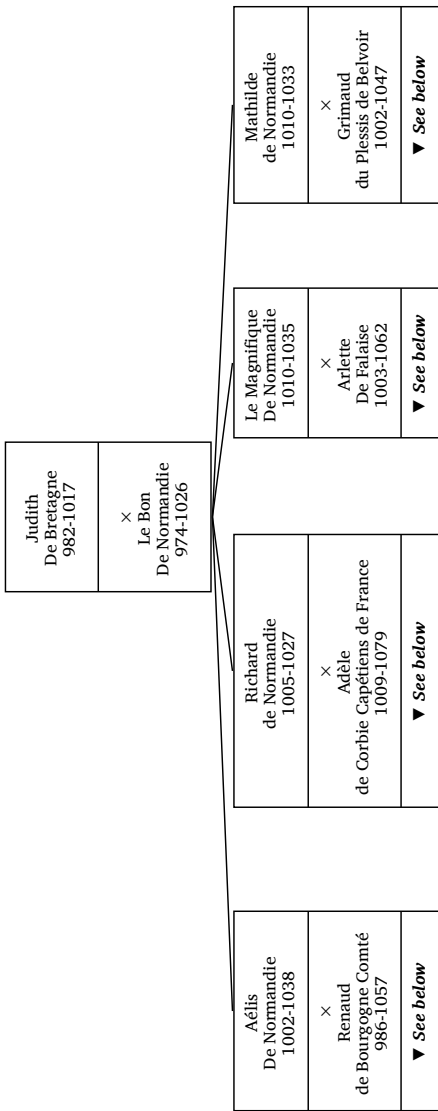 Judith
De Bretagne
982-1017
×
Le Bon
De Normandie
974-1026
Aélis
De Normandie
1002-1038
×
Renaud
de Bourgogne Comté
986-1057
▼ See below
Richard
de Normandie
1005-1027
×
Adèle
de Corbie Capétiens de France
1009-1079
▼ See below
Le Magnifique
De Normandie
1010-1035
×
Arlette
De Falaise
1003-1062
▼ See below
Mathilde
de Normandie
1010-1033
×
Grimaud
du Plessis de Belvoir
1002-1047
▼ See below